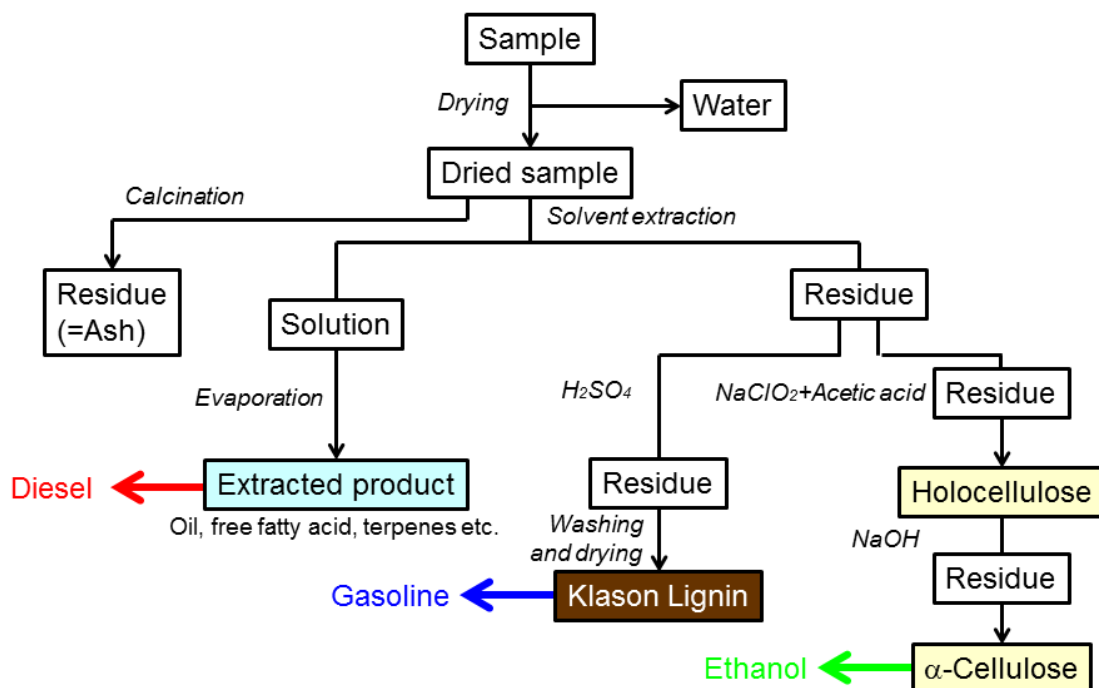 Sample
Drying
Water
Dried sample
Calcination
Solvent extraction
Residue
(=Ash)
Solution
Residue
Evaporation
H₂SO₄
NaClO₂+Acetic acid
Residue
Diesel
Extracted product
Residue
Holocellulose
Oil, free fatty acid, terpenes etc.
Washing
and drying
NaOH
Residue
Gasoline
Klason Lignin
Ethanol
α-Cellulose